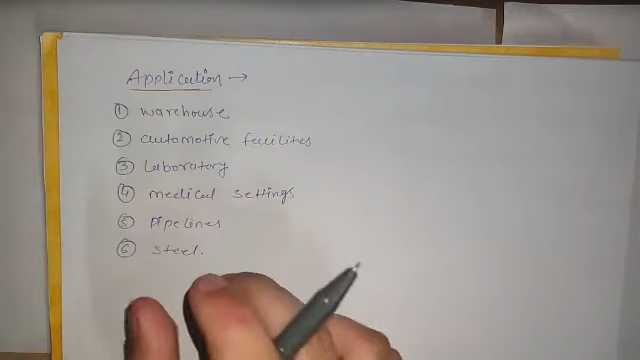 Application →
① warehouse
② automotive facilites
③ Laboratory
④ medical settings
⑤ Pipelines
⑥ Steel.